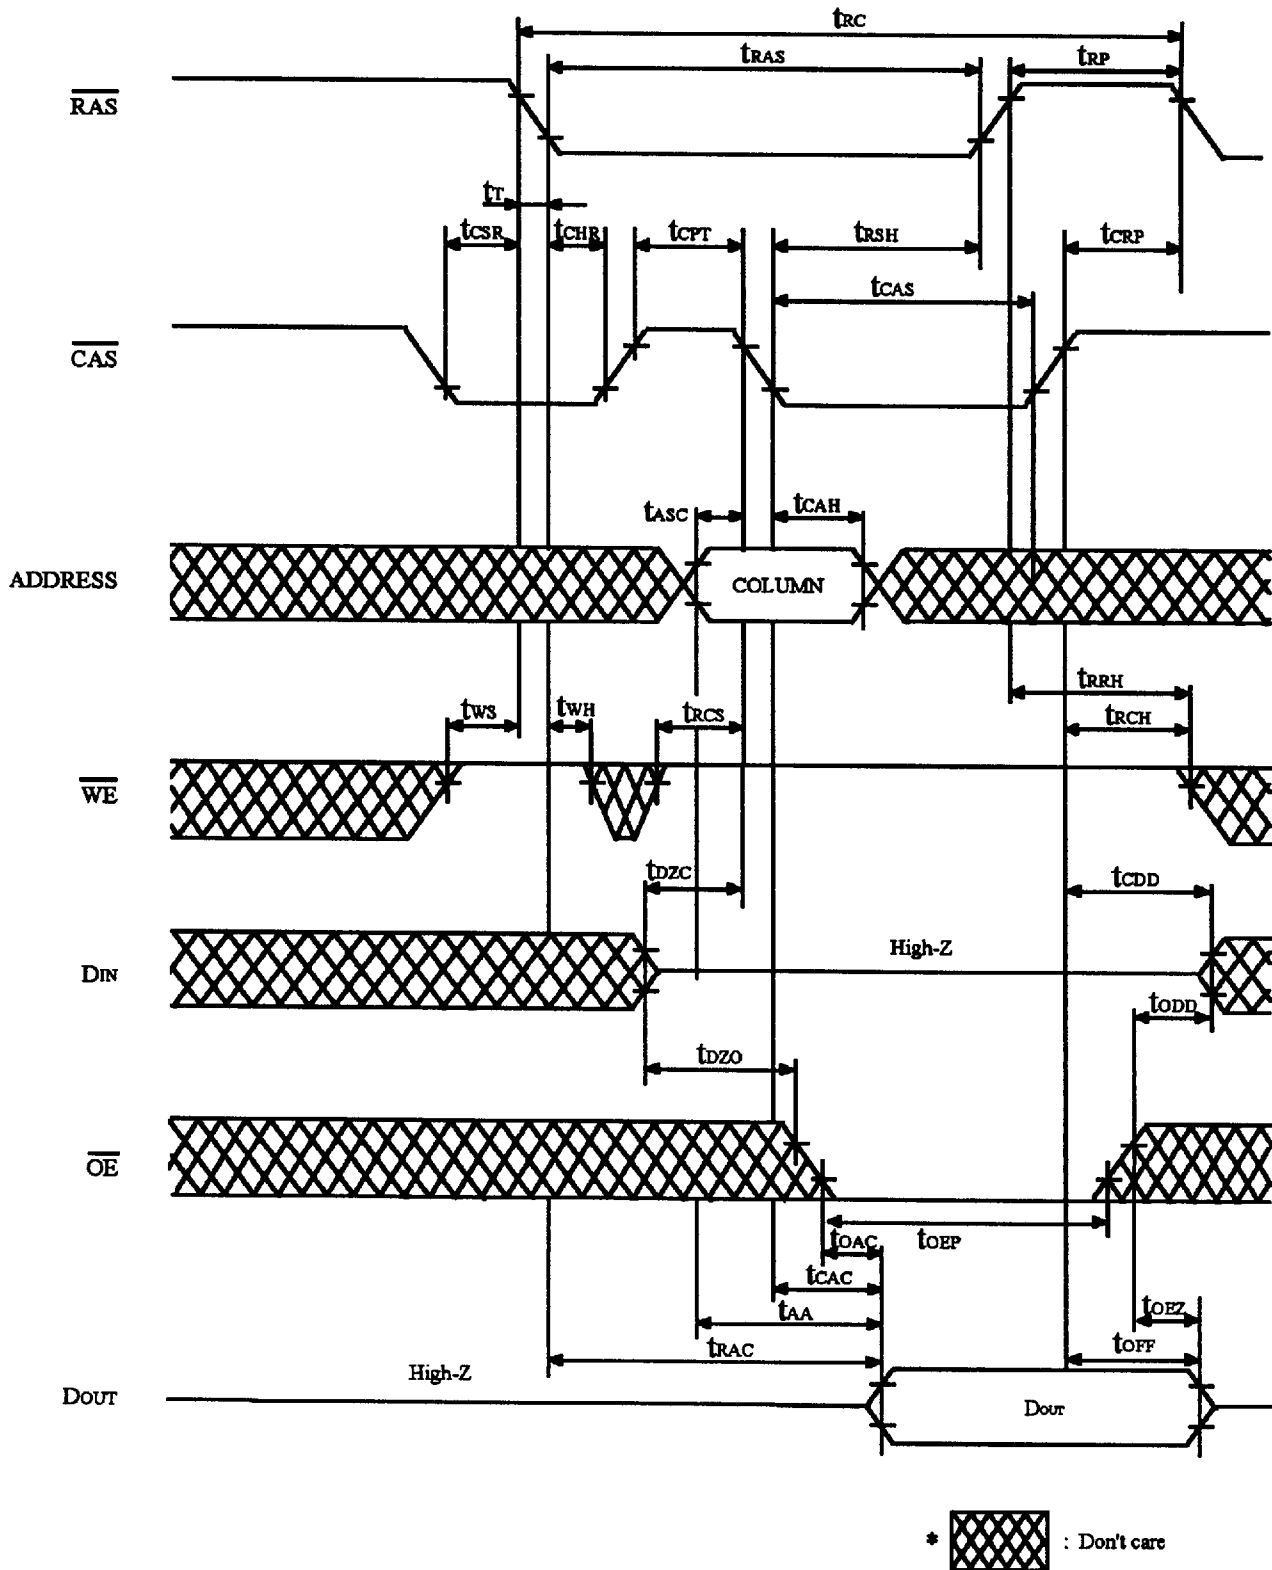 tRC
tRAS
tRP
RAS
tT
tCSR
tCHR
tCPT
tRSH
tCRP
tCAS
CAS
tASC
tCAH
ADDRESS
COLUMN
tRRH
tWS
tWH
tRCS
tRCH
WE
tDZC
tCDD
DIN
High-Z
tODD
tDZO
OE
tOAC
tOEP
tCAC
tAA
tOEZ
tRAC
tOFF
High-Z
DOUT
DOUT
* : Don't care